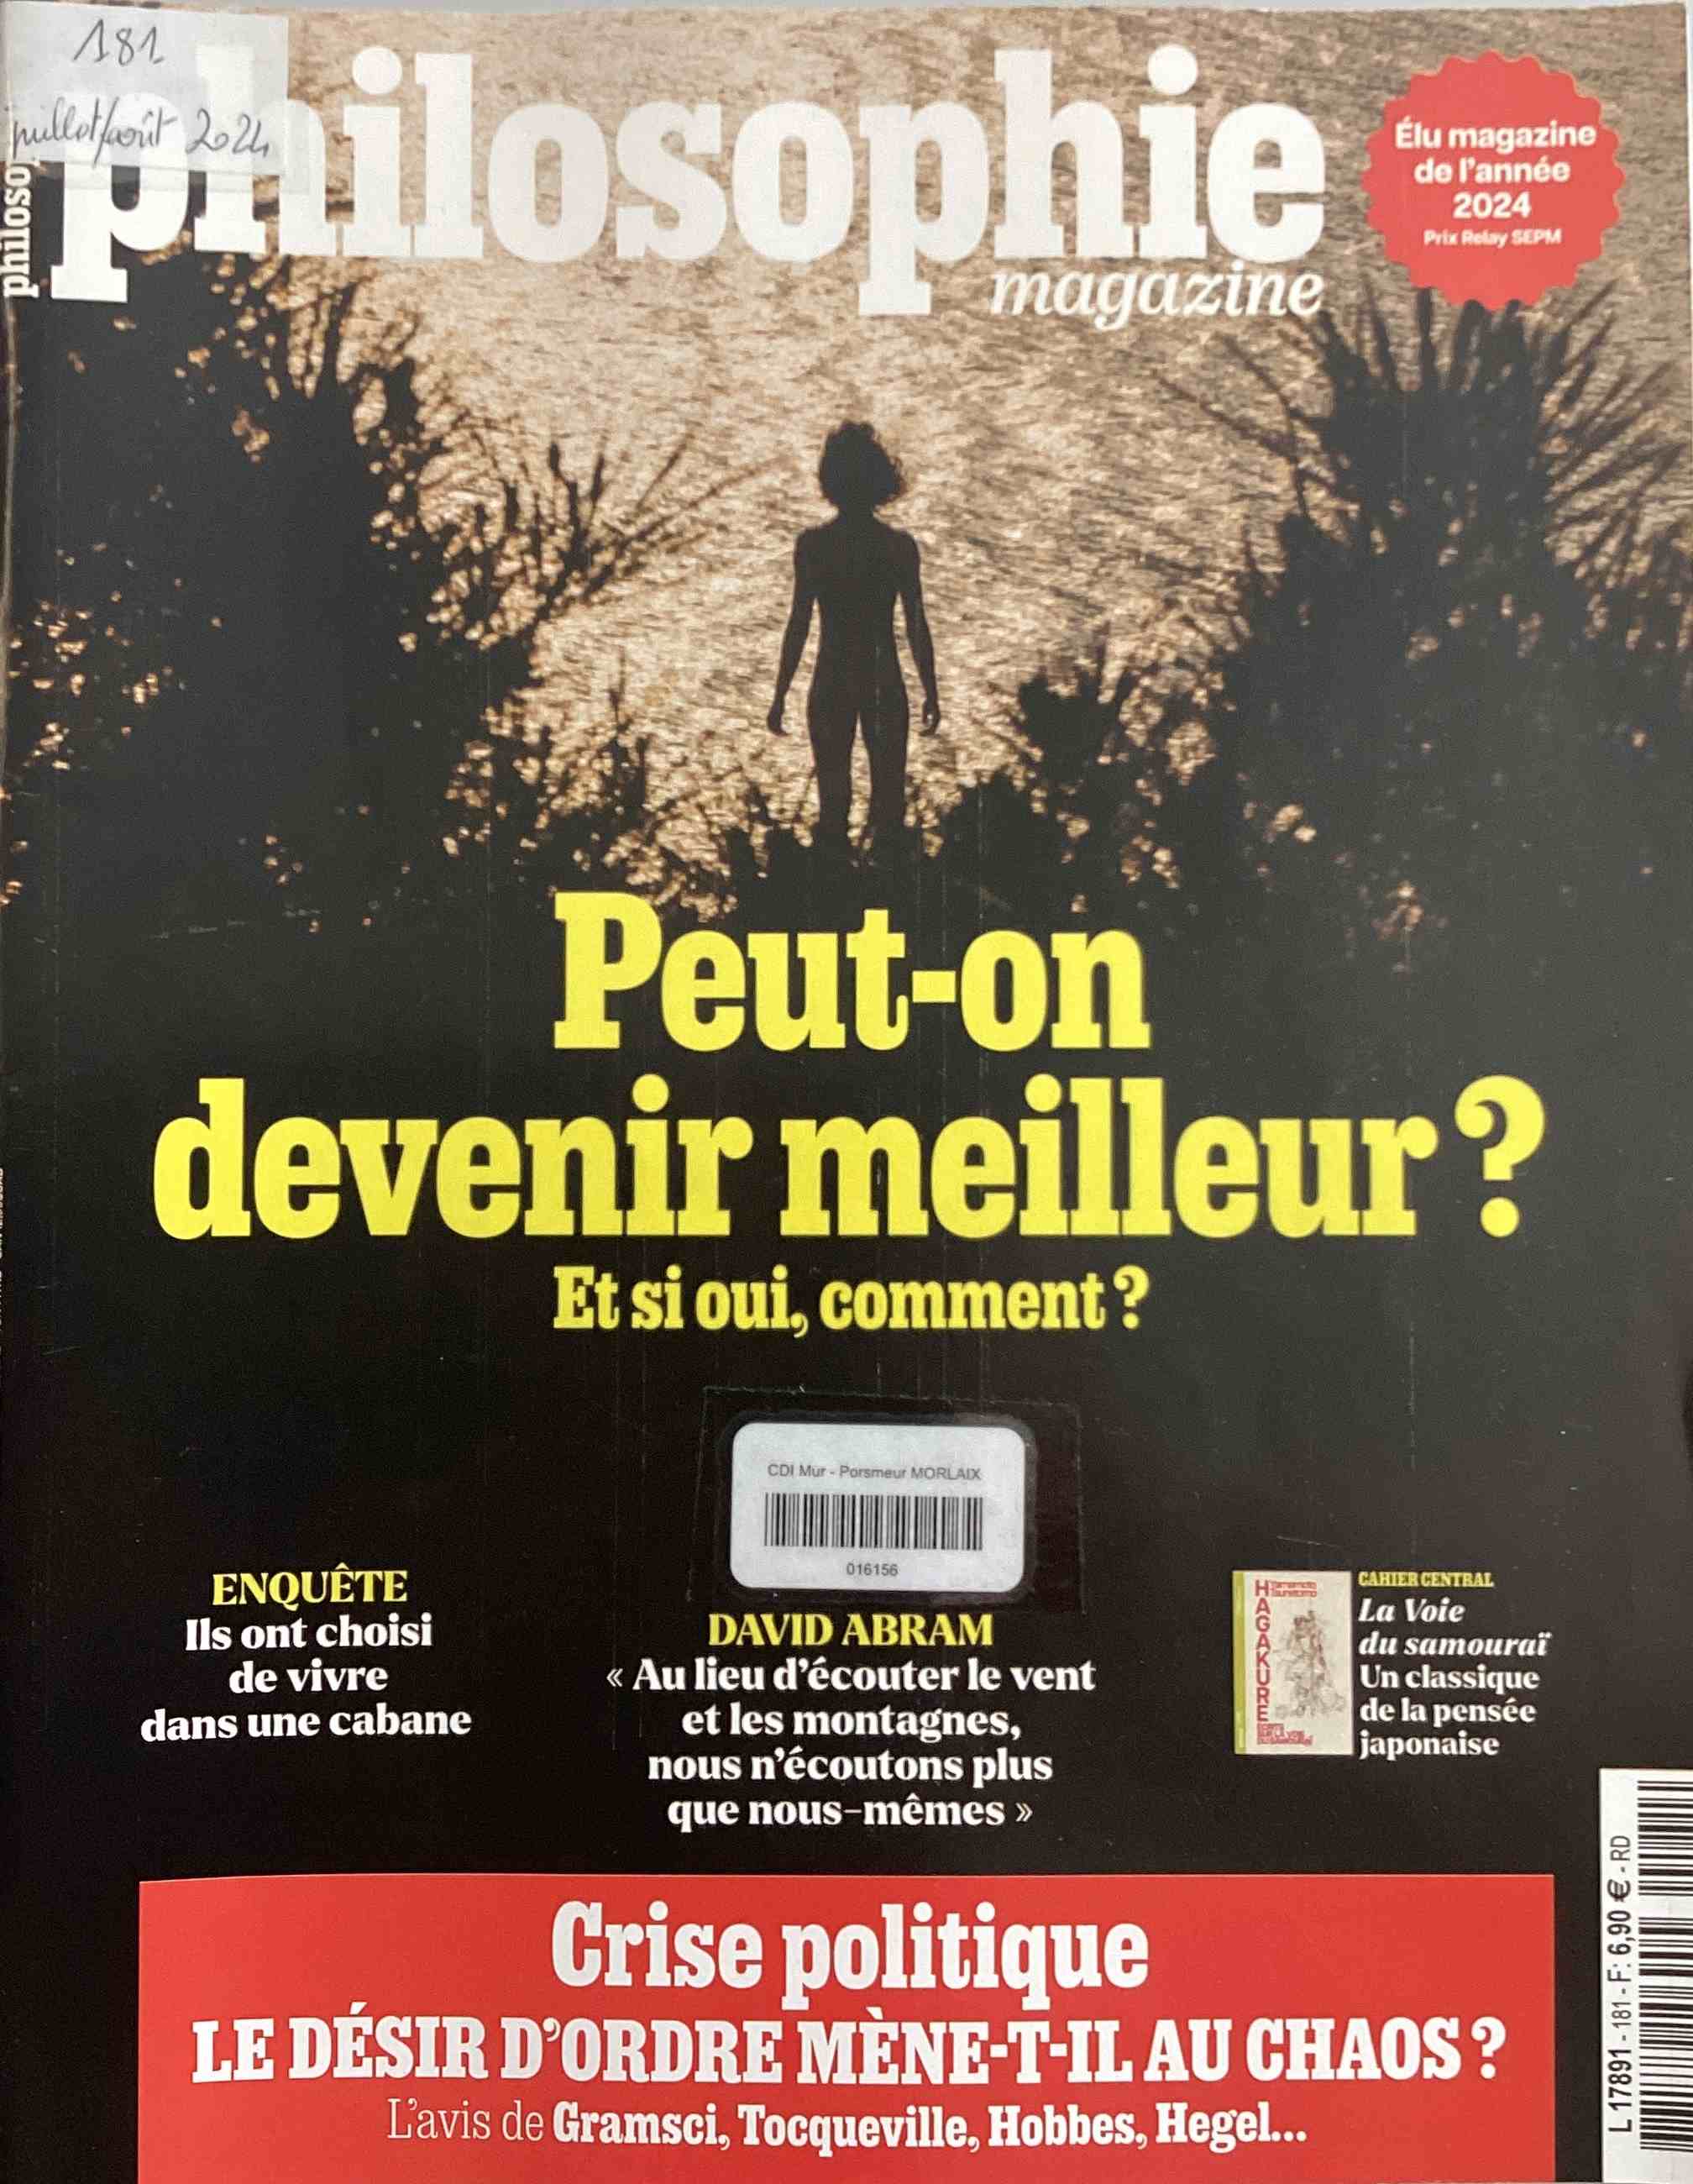 181
juillet/août 2024
philosophie
magazine
philoso
Élu magazine
de l'année
2024
Prix Relay SEPM
Peut-on
devenir meilleur ?
Et si oui, comment ?
CDI Mur - Porsmeur MORLAIX
016156
ENQUÊTE
Ils ont choisi
de vivre
dans une cabane
DAVID ABRAM
« Au lieu d'écouter le vent
et les montagnes,
nous n'écoutons plus
que nous-mêmes »
HAGAKURE
CAHIER CENTRAL
La Voie
du samouraï
Un classique
de la pensée
japonaise
Crise politique
LE DÉSIR D'ORDRE MÈNE-T-IL AU CHAOS ?
L'avis de Gramsci, Tocqueville, Hobbes, Hegel...
L 17891 - 181 - F: 6,90 € - RD